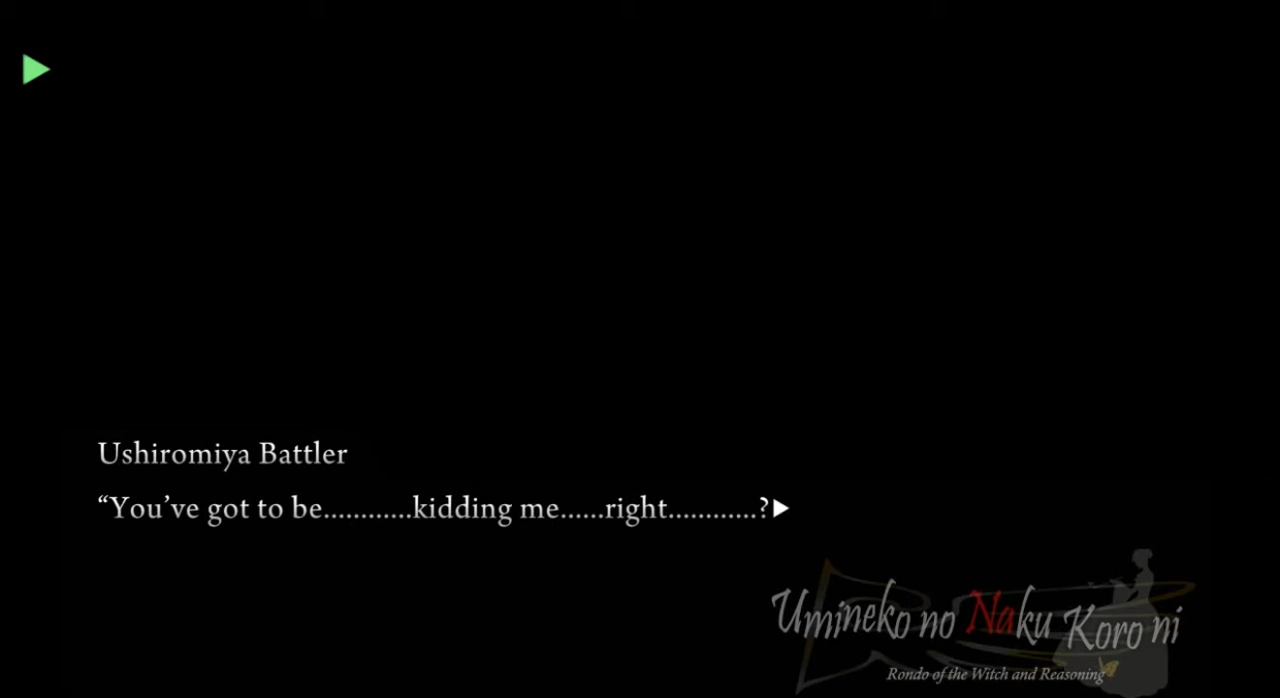 Ushiromiya Battler
“You’ve got to be............kidding me......right............?
Umineko no Naku Koro ni
Rondo of the Witch and Reasoning